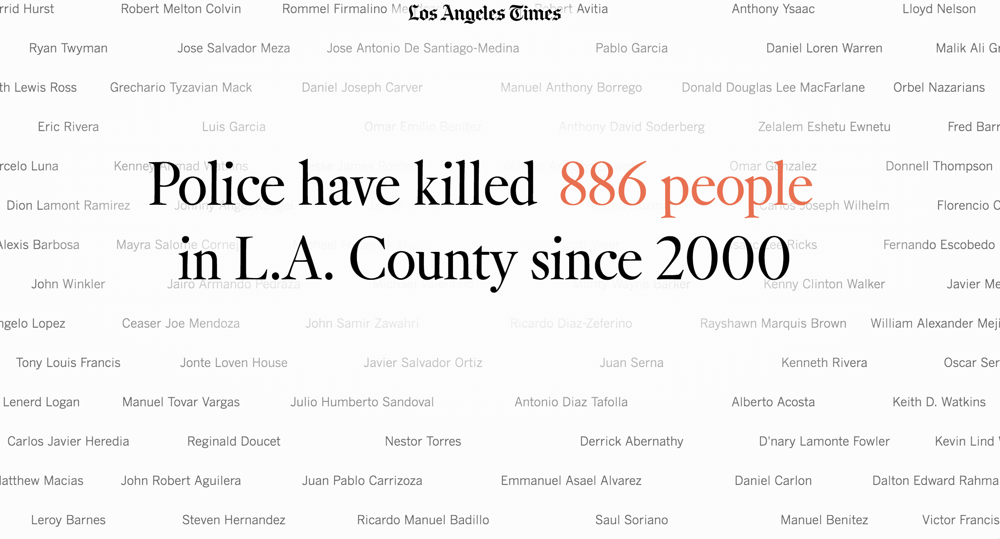 rrid Hurst Robert Melton Colvin Rommel Firmalino Mendoza Robert Avitia Anthony Ysaac Lloyd Nelson
Los Angeles Times
Ryan Twyman Jose Salvador Meza Jose Antonio De Santiago-Medina Pablo Garcia Daniel Loren Warren Malik Ali Gr
th Lewis Ross Grechario Tyzavian Mack Daniel Joseph Carver Manuel Anthony Borrego Donald Douglas Lee MacFarlane Orbel Nazarians
Eric Rivera Luis Garcia Omar Emilio Benitez Anthony David Soderberg Zelalem Eshetu Ewnetu Fred Barr
rcelo Luna Kenney Ahmad Watkins esse James Romer Omar Gonzalez Donnell Thompson
Police have killed 886 people
Dion Lamont Ramirez Johnny Angel Rangel James Norma Guzman Carlos Joseph Wilhelm Florencio C
Alexis Barbosa Mayra Salome Cornejo Michael Frederick Mears David Scott Wear Isaac Lee Ricks Fernando Escobedo
in L.A. County since 2000
John Winkler Jairo Armando Pedraza Michael Valentino Monty Wayne Barker Kenny Clinton Walker Javier Me
ngelo Lopez Ceaser Joe Mendoza John Samir Zawahri Ricardo Diaz-Zeferino Rayshawn Marquis Brown William Alexander Meji
Tony Louis Francis Jonte Loven House Javier Salvador Ortiz Juan Serna Kenneth Rivera Oscar Ser
Lenerd Logan Manuel Tovar Vargas Julio Humberto Sandoval Antonio Diaz Tafolla Alberto Acosta Keith D. Watkins
Carlos Javier Heredia Reginald Doucet Nestor Torres Derrick Abernathy D'nary Lamonte Fowler Kevin Lind
atthew Macias John Robert Aguilera Juan Pablo Carrizoza Emmanuel Asael Alvarez Daniel Carlon Dalton Edward Rahma
Leroy Barnes Steven Hernandez Ricardo Manuel Badillo Saul Soriano Manuel Benitez Victor Francis